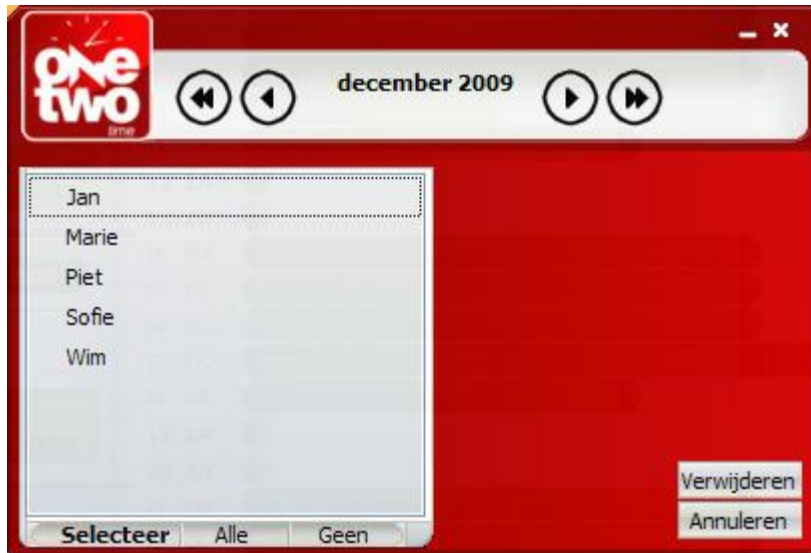 one
two
time
december 2009
Jan
Marie
Piet
Sofie
Wim
Selecteer Alle Geen
Verwijderen
Annuleren